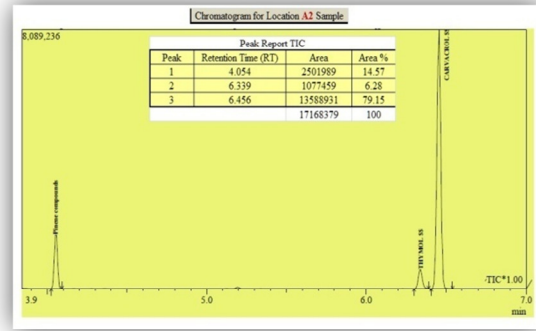 Chromatogram for Location A2 Sample
8,089,236
Peak Report TIC
Peak Retention Time (RT) Area Area %
1 4.054 2501989 14.57
2 6.339 1077459 6.28
3 6.456 13588931 79.15
17168379 100
Pinene compounds
THYMOL SS
CARVACROL SS
TIC*1.00
3.9 5.0 6.0 7.0
min